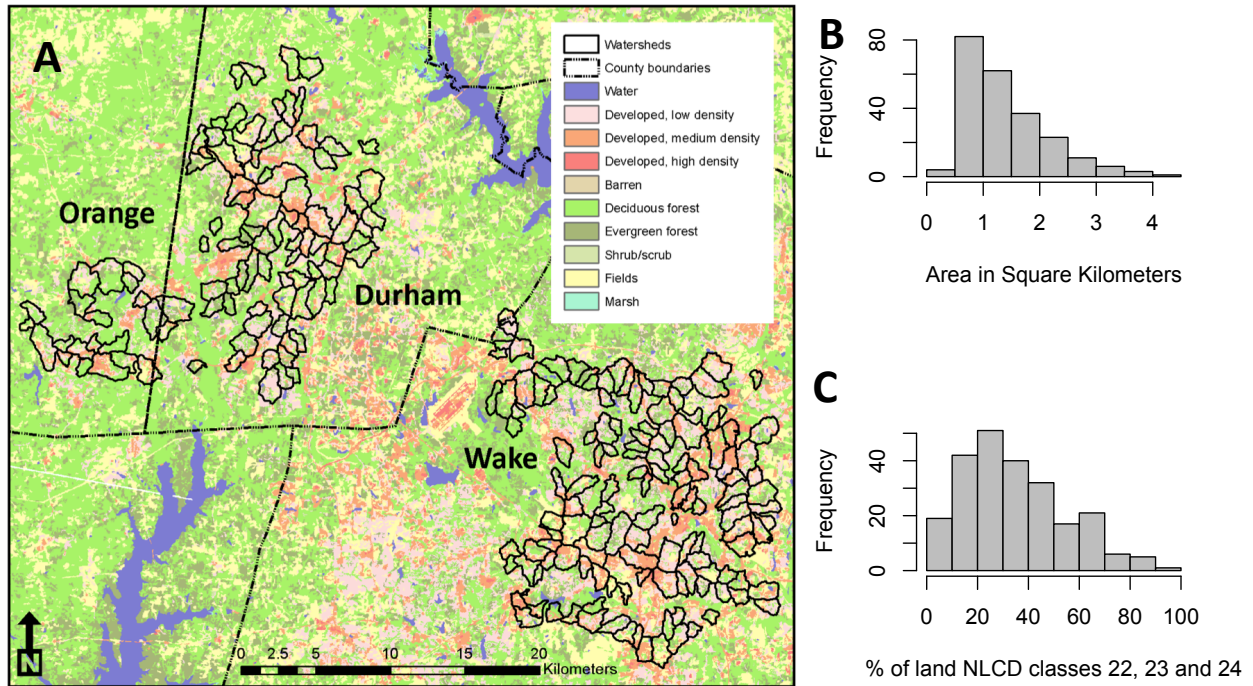 A
Orange
Durham
Wake
Watersheds
County boundaries
Water
Developed, low density
Developed, medium density
Developed, high density
Barren
Deciduous forest
Evergreen forest
Shrub/scrub
Fields
Marsh
N
0 2.5 5 10 15 20
Kilometers
B
Frequency
80
40
0
0 1 2 3 4
Area in Square Kilometers
C
Frequency
40
20
0
0 20 40 60 80 100
% of land NLCD classes 22, 23 and 24